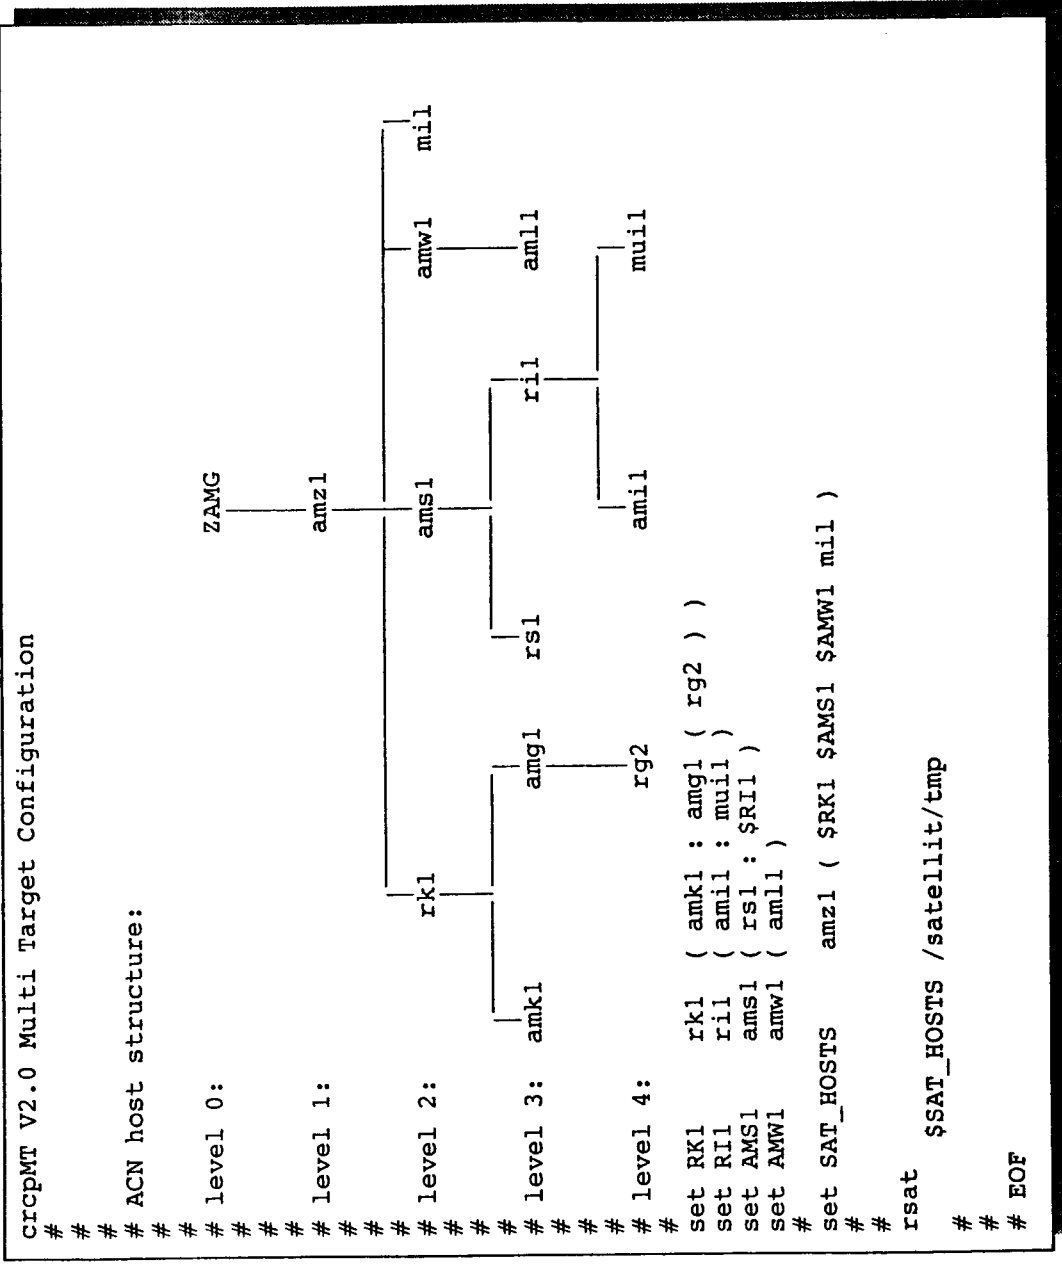 crcpMT V2.0 Multi Target Configuration
#
#
#
# ACN host structure:
#
#
# level 0: ZAMG
#
#
#
# level 1: amz1
#
#
#
# level 2: rk1 ams1 amw1 mi1
#
#
#
# level 3: amk1 amg1 rs1 ri1 aml1
#
#
#
# level 4: rg2 ami1 mui1
#
set RK1 rk1 ( amk1 : amg1 ( rg2 ) )
set RI1 ri1 ( ami1 : mui1 )
set AMS1 ams1 ( rs1 : $RI1 )
set AMW1 amw1 ( aml1 )
#
set SAT_HOSTS amz1 ( $RK1 $AMS1 $AMW1 mi1 )
#
#
rsat
$SAT_HOSTS /satellit/tmp
#
#
# EOF